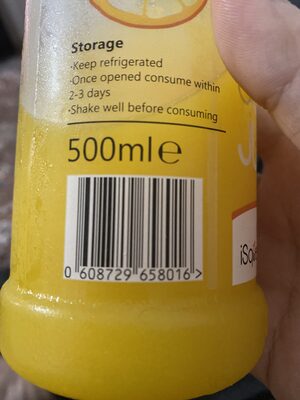 Storage
·Keep refrigerated
·Once opened consume within
2-3 days
·Shake well before consuming
500ml℮
0 608729 658016 >